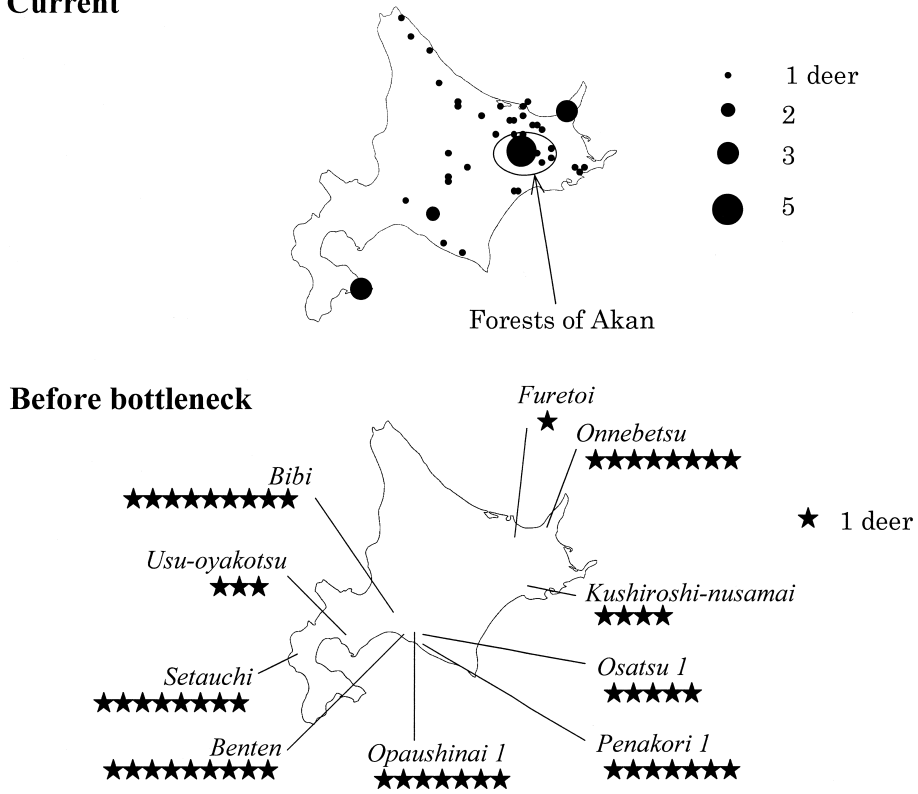 Current
1 deer
2
3
5
Forests of Akan
Before bottleneck
Furetoi
Onnebetsu
Bibi
1 deer
Usu-oyakotsu
Kushiroshi-nusamai
Osatsu 1
Setauchi
Benten
Opaushinai 1
Penakori 1